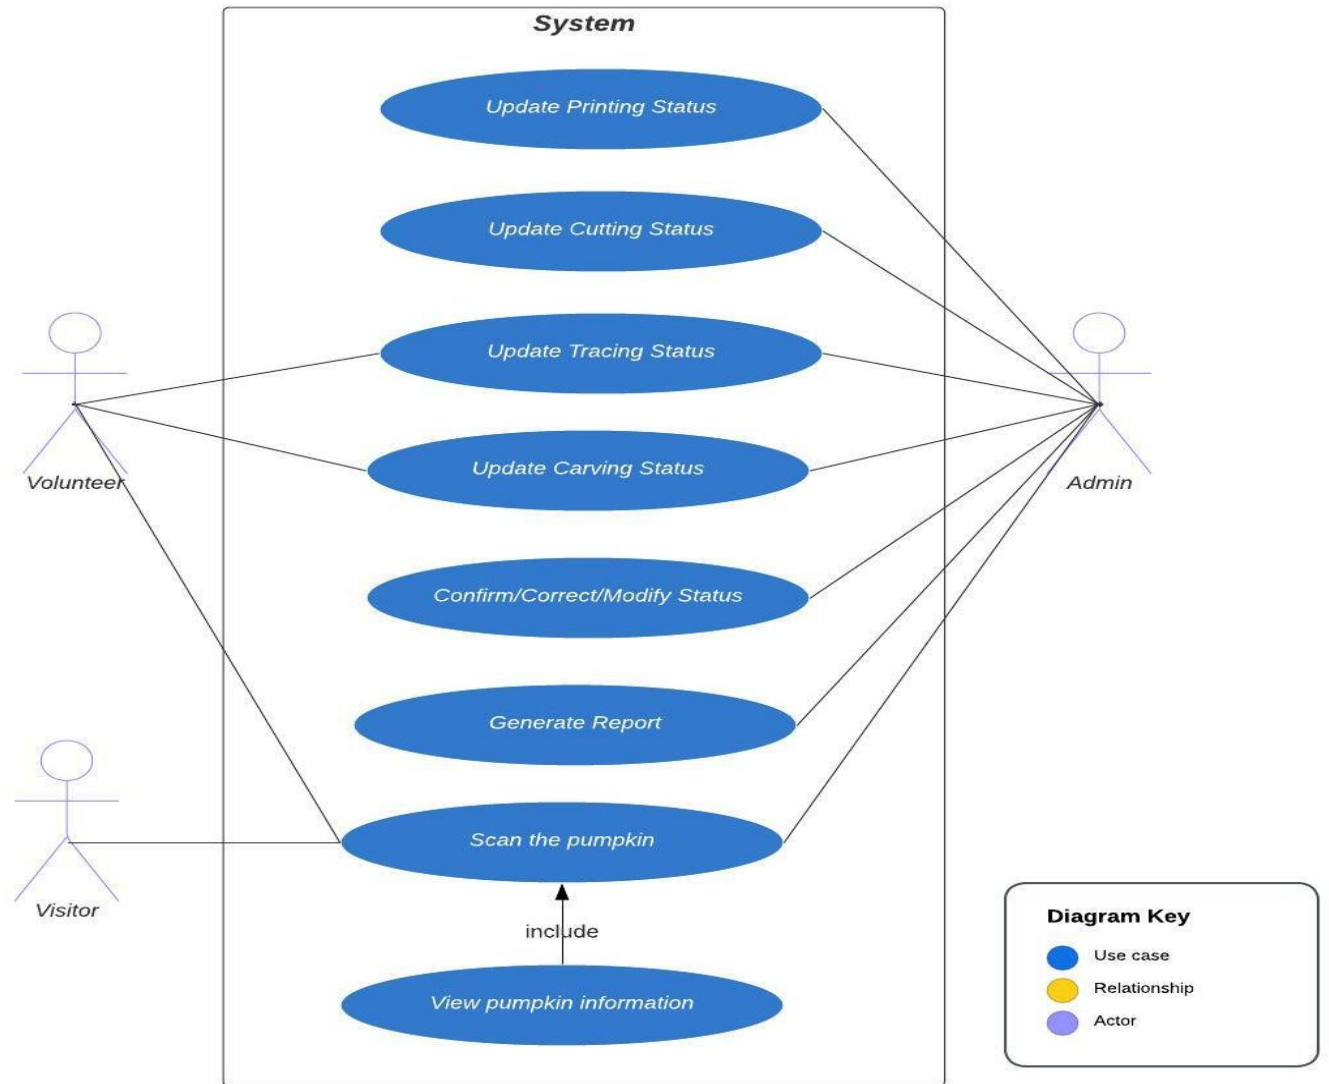 System
Update Printing Status
Update Cutting Status
Update Tracing Status
Update Carving Status
Volunteer
Admin
Confirm/Correct/Modify Status
Generate Report
Scan the pumpkin
Visitor
include
View pumpkin information
Diagram Key
Use case
Relationship
Actor